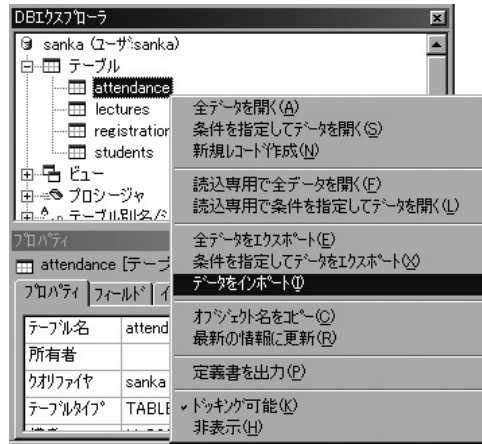 DBｴｸｽﾌﾟﾛｰﾗ
sanka (ﾕｰｻﾞ:sanka)
テーブル
attendance
lectures
registration
students
ビュー
プロシージャ
全ﾃﾞｰﾀを開く(A)
条件を指定してﾃﾞｰﾀを開く(S)
新規ﾚｺｰﾄﾞ作成(N)
読込専用で全ﾃﾞｰﾀを開く(F)
読込専用で条件を指定してﾃﾞｰﾀを開く(L)
全ﾃﾞｰﾀをｴｸｽﾎﾟｰﾄ(E)
条件を指定してﾃﾞｰﾀをｴｸｽﾎﾟｰﾄ(X)
ﾃﾞｰﾀをｲﾝﾎﾟｰﾄ(I)
ｵﾌﾞｼﾞｪｸﾄ名をｺﾋﾟｰ(C)
最新の情報に更新(R)
定義書を出力(P)
ﾄﾞｯｷﾝｸﾞ可能(K)
非表示(H)
ﾌﾟﾛﾊﾟﾃｨ
attendance [テーブ
ﾌﾟﾛﾊﾟﾃｨ ﾌｨｰﾙﾄﾞ イ
テーブル名 attend
所有者
ｸｵﾘﾌｧｲﾔ sanka
ﾃｰﾌﾞﾙﾀｲﾌﾟ TABLE